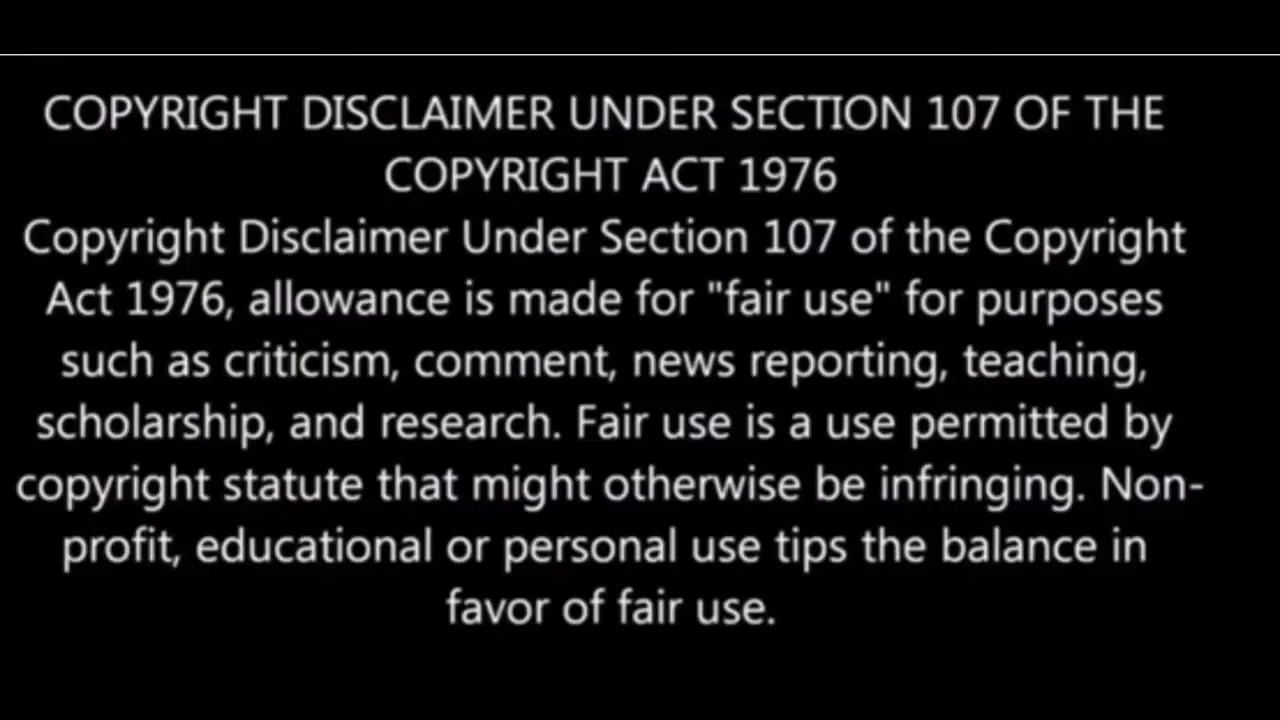 COPYRIGHT DISCLAIMER UNDER SECTION 107 OF THE
COPYRIGHT ACT 1976
Copyright Disclaimer Under Section 107 of the Copyright
Act 1976, allowance is made for "fair use" for purposes
such as criticism, comment, news reporting, teaching,
scholarship, and research. Fair use is a use permitted by
copyright statute that might otherwise be infringing. Non-
profit, educational or personal use tips the balance in
favor of fair use.